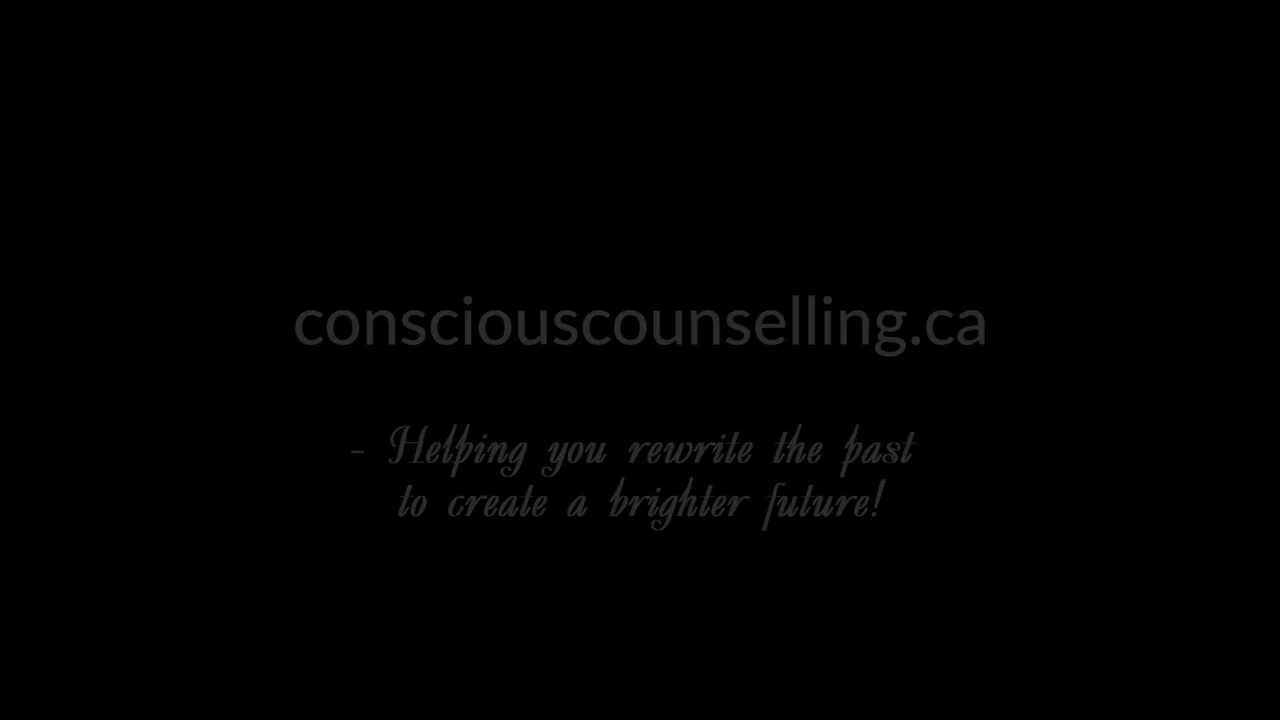 consciouscounselling.ca
- Helping you rewrite the past
to create a brighter future!